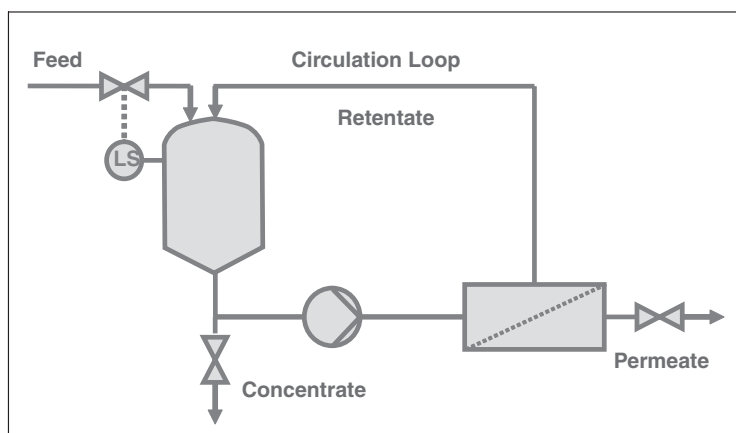 Feed
Circulation Loop
Retentate
LS
Permeate
Concentrate